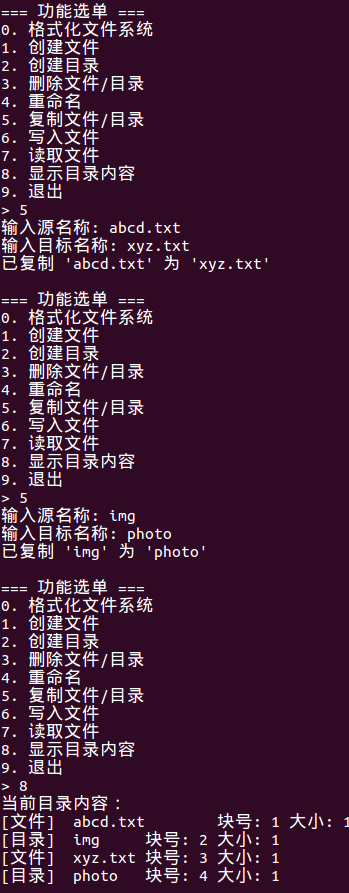 === 功能选单 ===
0. 格式化文件系统
1. 创建文件
2. 创建目录
3. 删除文件/目录
4. 重命名
5. 复制文件/目录
6. 写入文件
7. 读取文件
8. 显示目录内容
9. 退出
> 5
输入源名称: abcd.txt
输入目标名称: xyz.txt
已复制 'abcd.txt' 为 'xyz.txt'

=== 功能选单 ===
0. 格式化文件系统
1. 创建文件
2. 创建目录
3. 删除文件/目录
4. 重命名
5. 复制文件/目录
6. 写入文件
7. 读取文件
8. 显示目录内容
9. 退出
> 5
输入源名称: img
输入目标名称: photo
已复制 'img' 为 'photo'

=== 功能选单 ===
0. 格式化文件系统
1. 创建文件
2. 创建目录
3. 删除文件/目录
4. 重命名
5. 复制文件/目录
6. 写入文件
7. 读取文件
8. 显示目录内容
9. 退出
> 8
当前目录内容：
[文件] abcd.txt 块号: 1 大小: 1
[目录] img 块号: 2 大小: 1
[文件] xyz.txt 块号: 3 大小: 1
[目录] photo 块号: 4 大小: 1